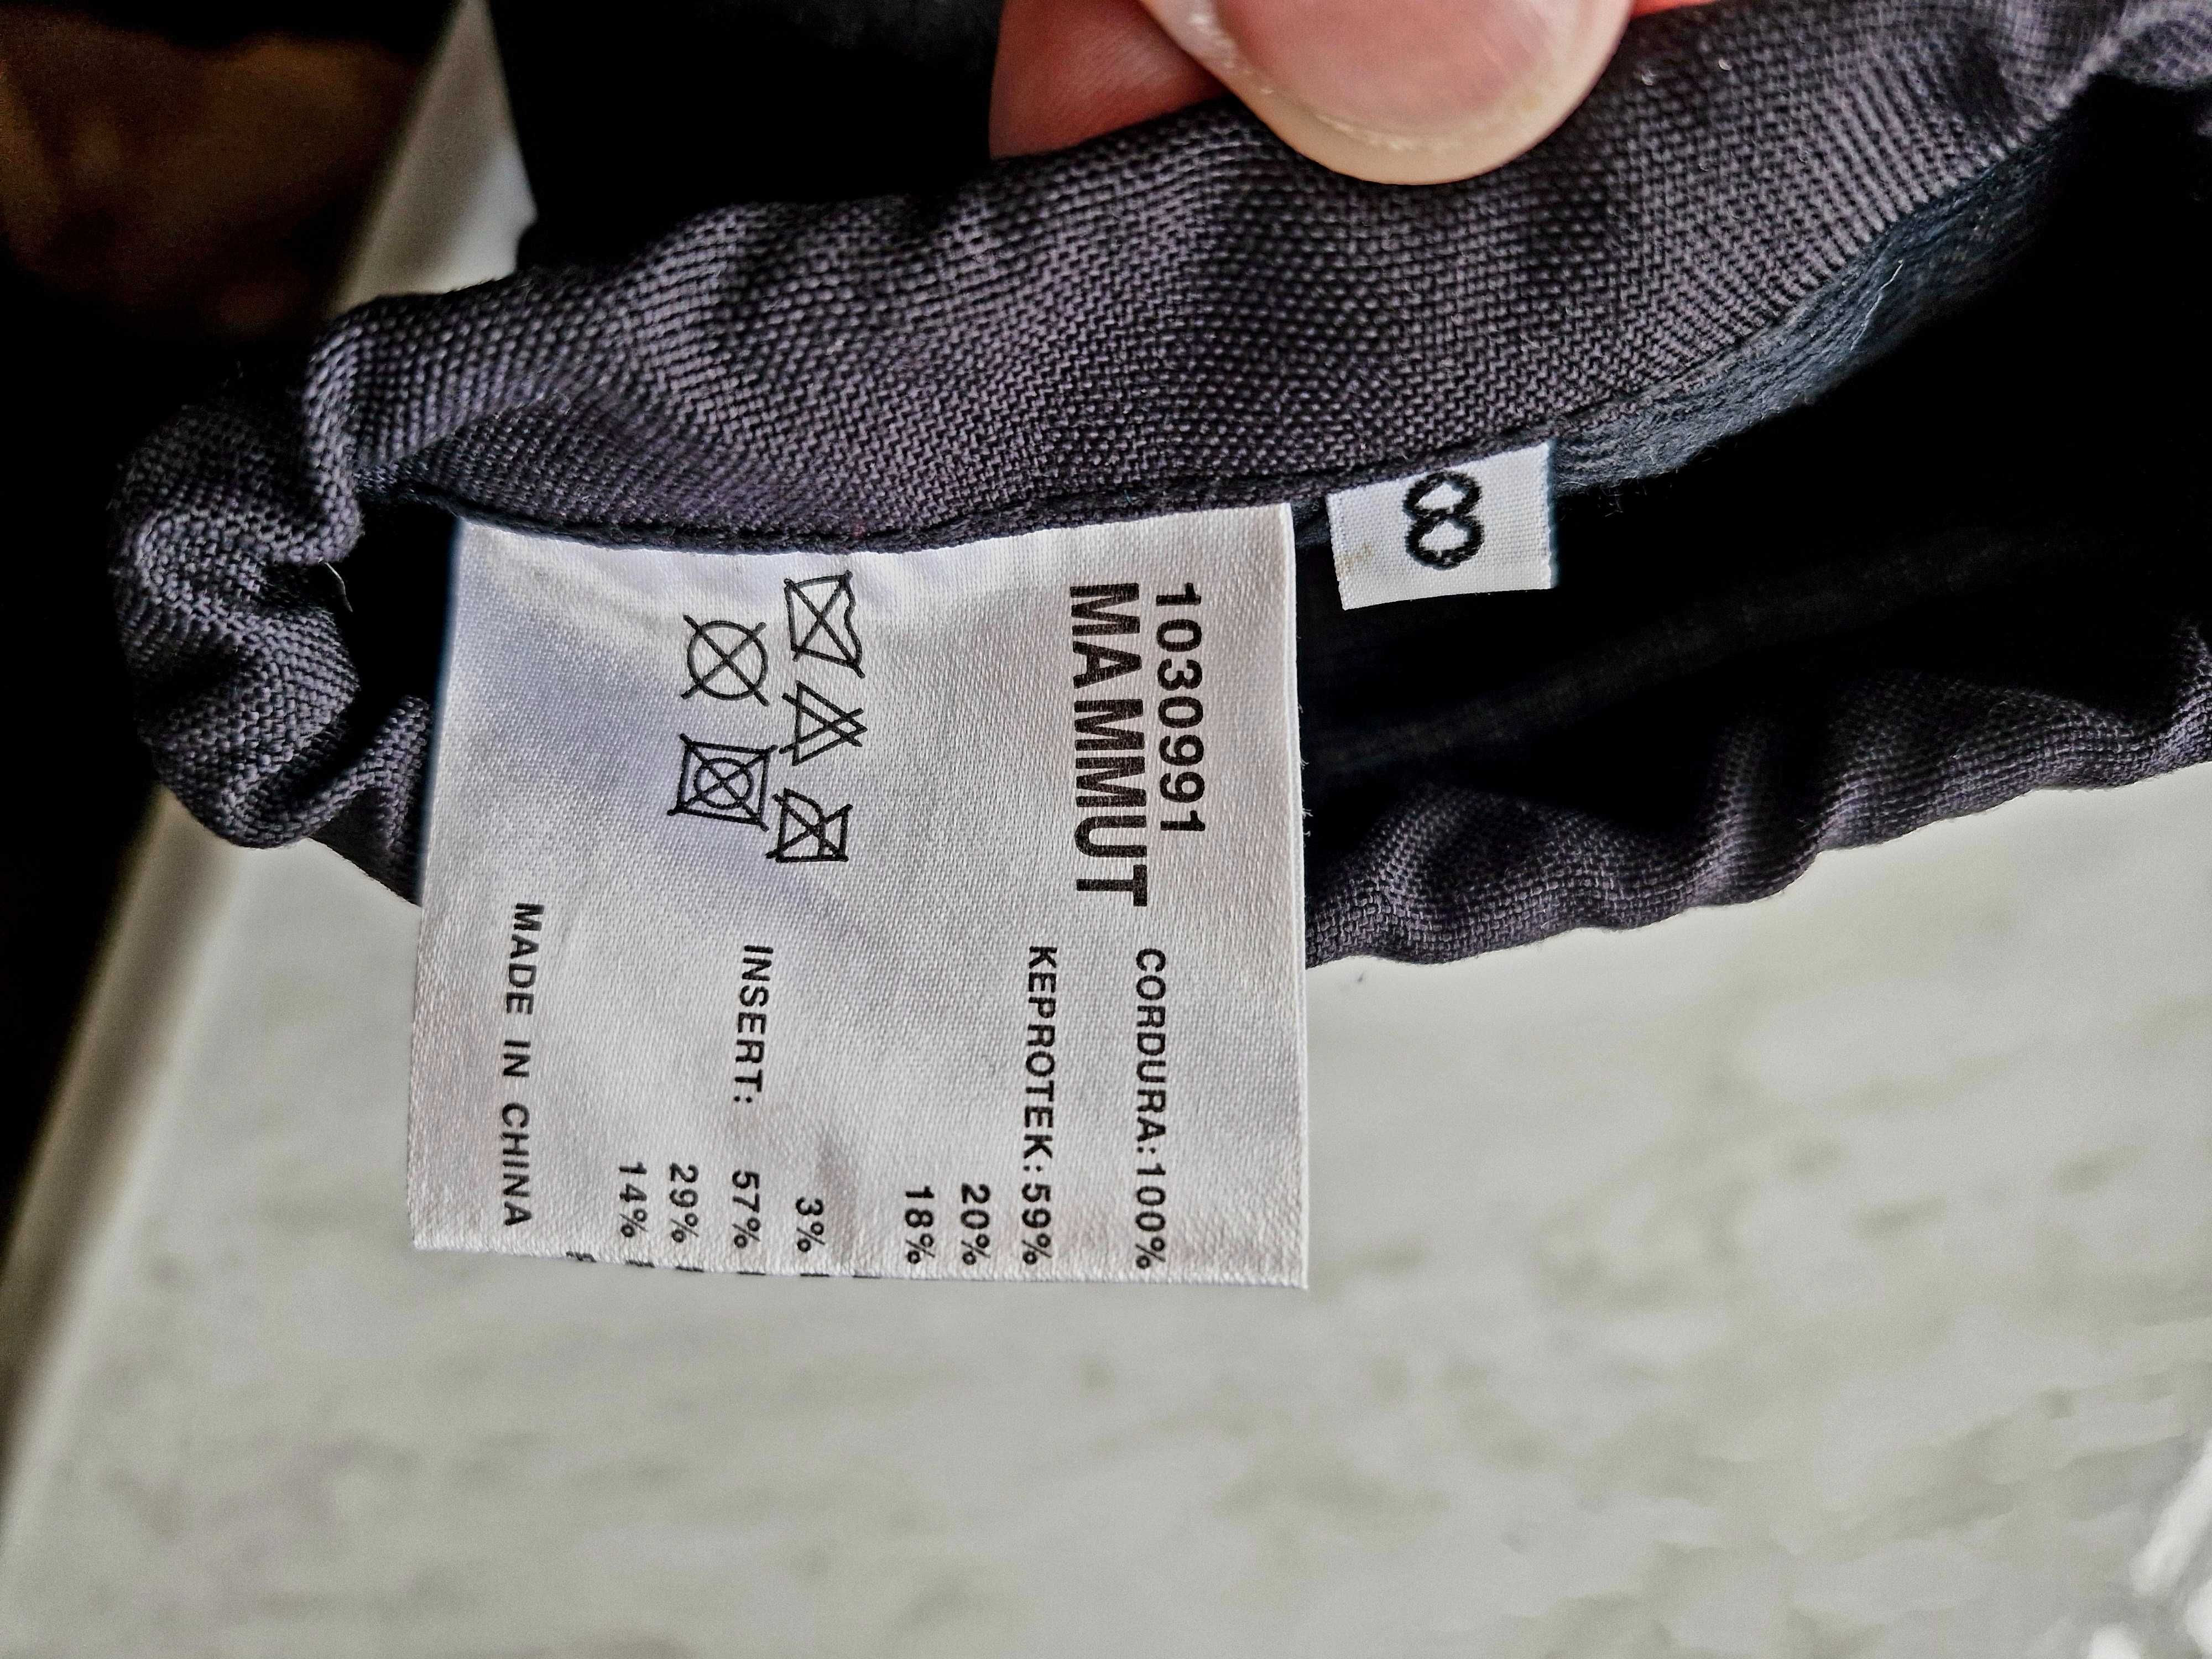 8
1030991
MAMMUT
CORDURA:100%
KEPROTEK:59%
20%
18%
3%
INSERT: 57%
29%
14%
MADE IN CHINA